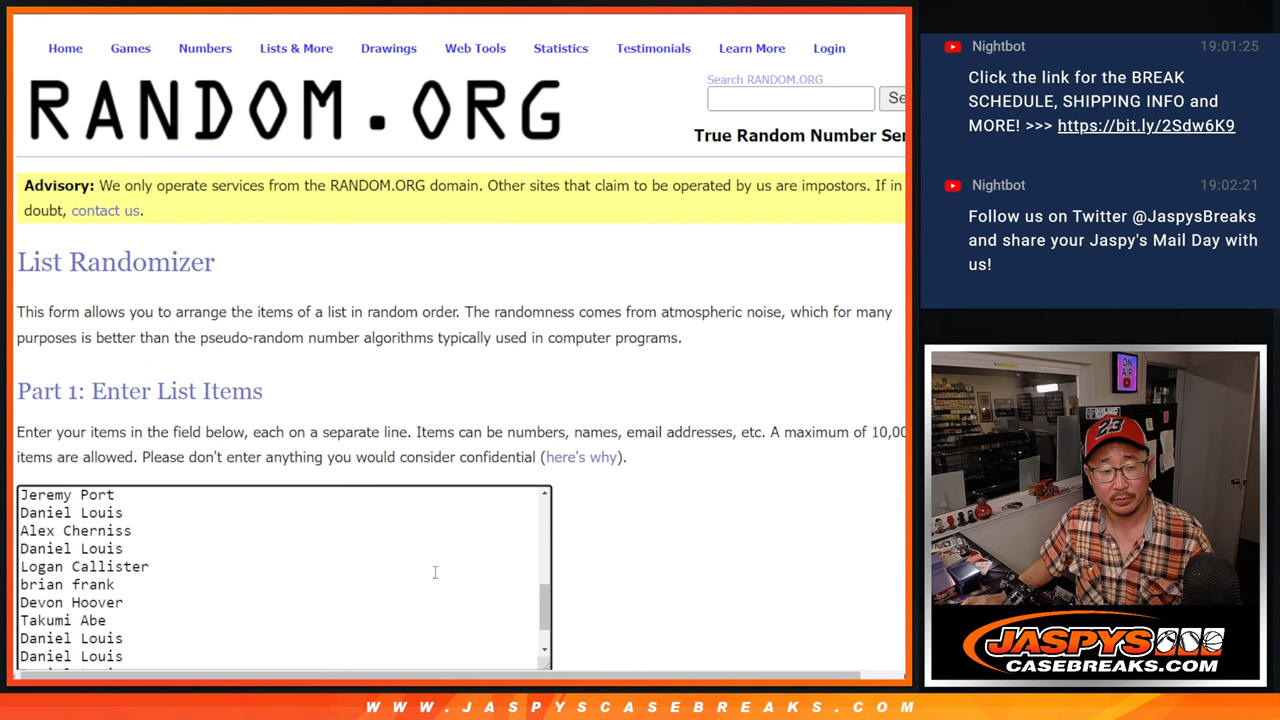 Home Games Numbers Lists & More Drawings Web Tools Statistics Testimonials Learn More Login
RANDOM.ORG
Search RANDOM.ORG
Se
True Random Number Ser
Advisory: We only operate services from the RANDOM.ORG domain. Other sites that claim to be operated by us are impostors. If in
doubt, contact us.
List Randomizer
This form allows you to arrange the items of a list in random order. The randomness comes from atmospheric noise, which for many
purposes is better than the pseudo-random number algorithms typically used in computer programs.
Part 1: Enter List Items
Enter your items in the field below, each on a separate line. Items can be numbers, names, email addresses, etc. A maximum of 10,00
items are allowed. Please don't enter anything you would consider confidential (here's why).
Jeremy Port
Daniel Louis
Alex Cherniss
Daniel Louis
Logan Callister
brian frank
Devon Hoover
Takumi Abe
Daniel Louis
Daniel Louis
Nightbot 19:01:25
Click the link for the BREAK
SCHEDULE, SHIPPING INFO and
MORE! >>> https://bit.ly/2Sdw6K9
Nightbot 19:02:21
Follow us on Twitter @JaspysBreaks
and share your Jaspy's Mail Day with
us!
ON
AIR
JASPYS
CASEBREAKS.COM
WWW.JASPYSCASEBREAKS.COM